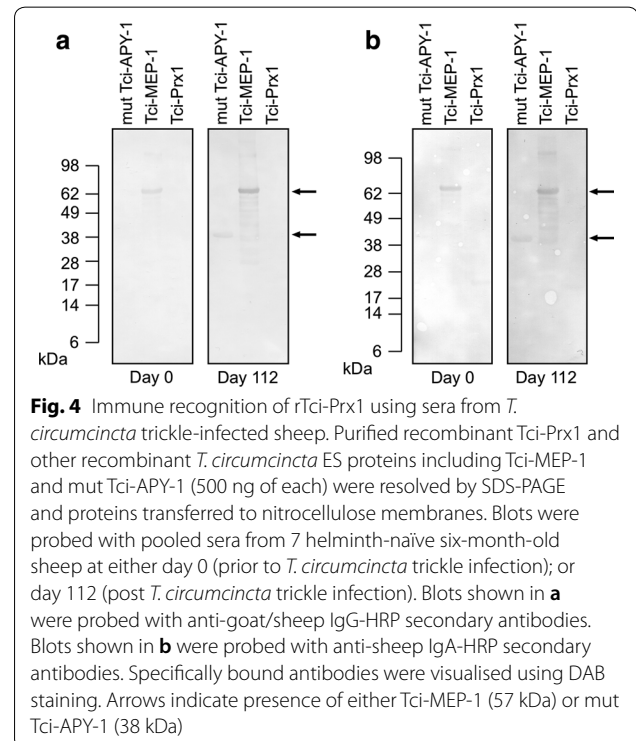 a
b
mut Tci-APY-1
Tci-MEP-1
Tci-Prx1
mut Tci-APY-1
Tci-MEP-1
Tci-Prx1
mut Tci-APY-1
Tci-MEP-1
Tci-Prx1
mut Tci-APY-1
Tci-MEP-1
Tci-Prx1
98
62
49
38
28
17
14
6
kDa
Day 0
Day 112
98
62
49
38
28
17
14
6
kDa
Day 0
Day 112
Fig. 4 Immune recognition of rTci-Prx1 using sera from T.
circumcincta trickle-infected sheep. Purified recombinant Tci-Prx1 and
other recombinant T. circumcincta ES proteins including Tci-MEP-1
and mut Tci-APY-1 (500 ng of each) were resolved by SDS-PAGE
and proteins transferred to nitrocellulose membranes. Blots were
probed with pooled sera from 7 helminth-naïve six-month-old
sheep at either day 0 (prior to T. circumcincta trickle infection); or
day 112 (post T. circumcincta trickle infection). Blots shown in a
were probed with anti-goat/sheep IgG-HRP secondary antibodies.
Blots shown in b were probed with anti-sheep IgA-HRP secondary
antibodies. Specifically bound antibodies were visualised using DAB
staining. Arrows indicate presence of either Tci-MEP-1 (57 kDa) or mut
Tci-APY-1 (38 kDa)